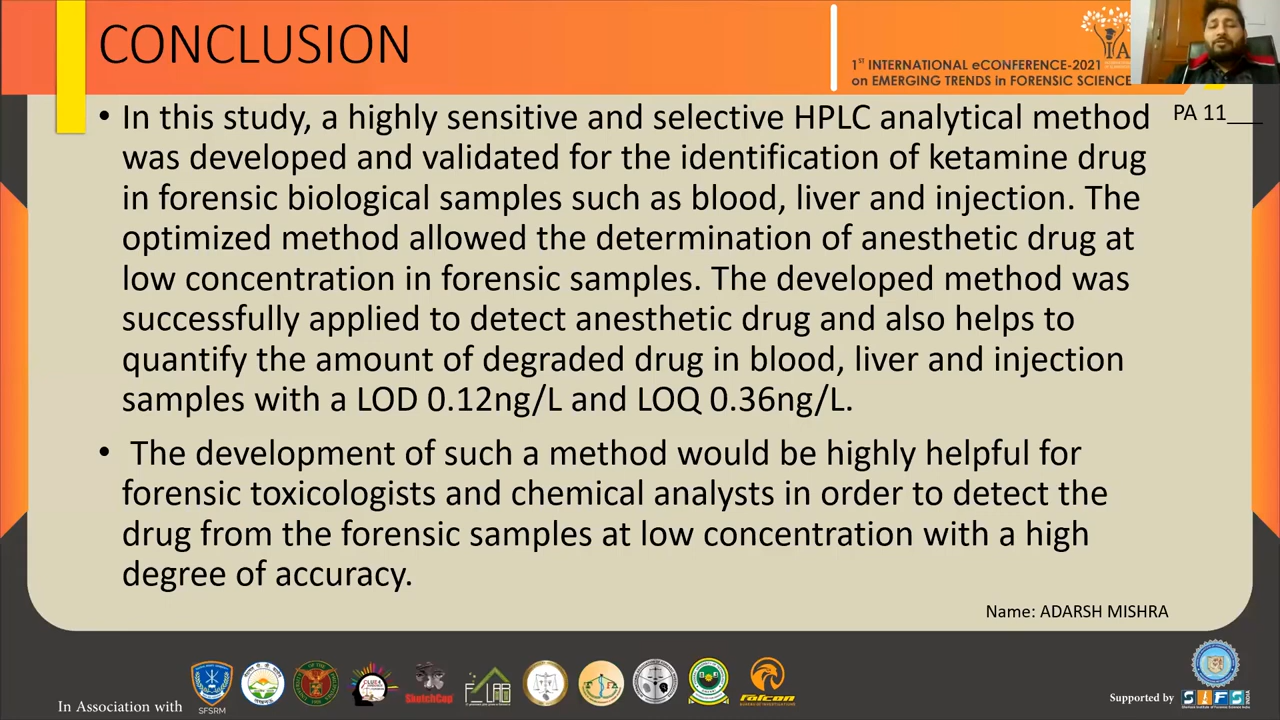 CONCLUSION
1ST INTERNATIONAL eCONFERENCE-2021
on EMERGING TRENDS in FORENSIC SCIENCE
PA 11___
• In this study, a highly sensitive and selective HPLC analytical method
was developed and validated for the identification of ketamine drug
in forensic biological samples such as blood, liver and injection. The
optimized method allowed the determination of anesthetic drug at
low concentration in forensic samples. The developed method was
successfully applied to detect anesthetic drug and also helps to
quantify the amount of degraded drug in blood, liver and injection
samples with a LOD 0.12ng/L and LOQ 0.36ng/L.
• The development of such a method would be highly helpful for
forensic toxicologists and chemical analysts in order to detect the
drug from the forensic samples at low concentration with a high
degree of accuracy.
Name: ADARSH MISHRA
In Association with
SFSRM
SketchCop
F LAB
falcon
Supported by
SIFS
INDIA